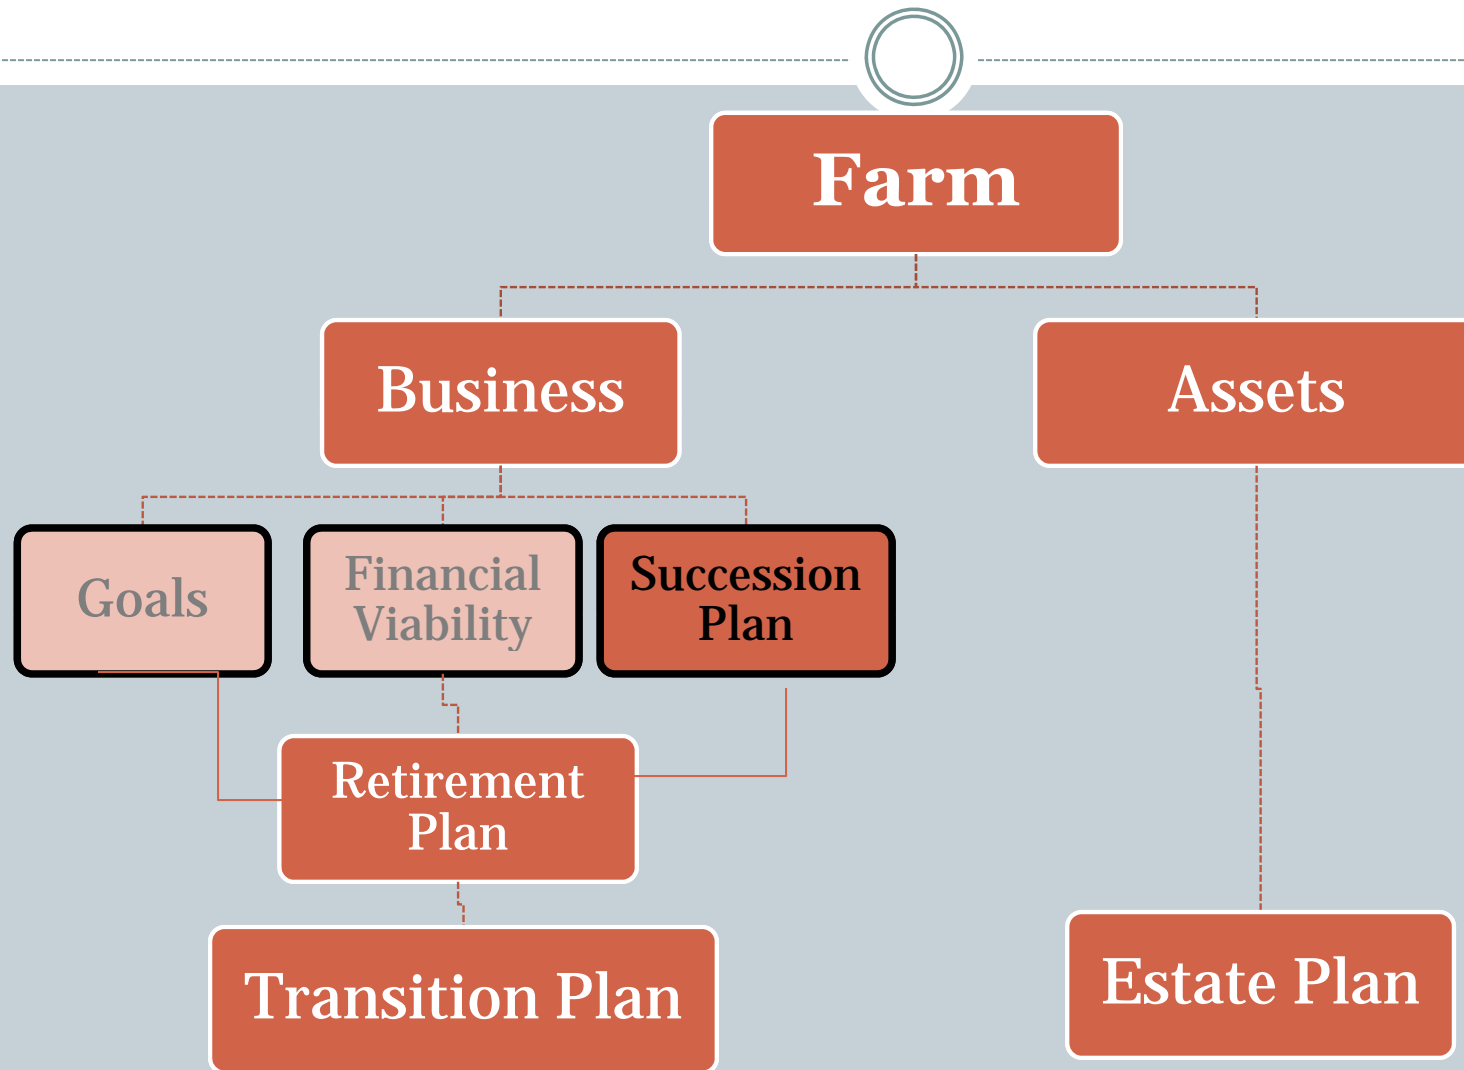 Farm
Business
Assets
Goals
Financial
Viability
Succession
Plan
Retirement
Plan
Transition Plan
Estate Plan